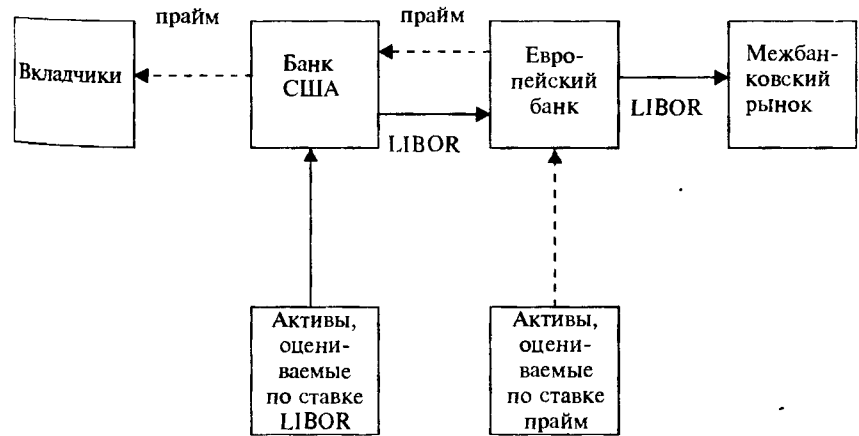 прайм
прайм
Вкладчики
Банк
США
Евро-
пейский
банк
Межбан-
ковский
рынок
LIBOR
LIBOR
Активы,
оцени-
ваемые
по ставке
LIBOR
Активы,
оцени-
ваемые
по ставке
прайм